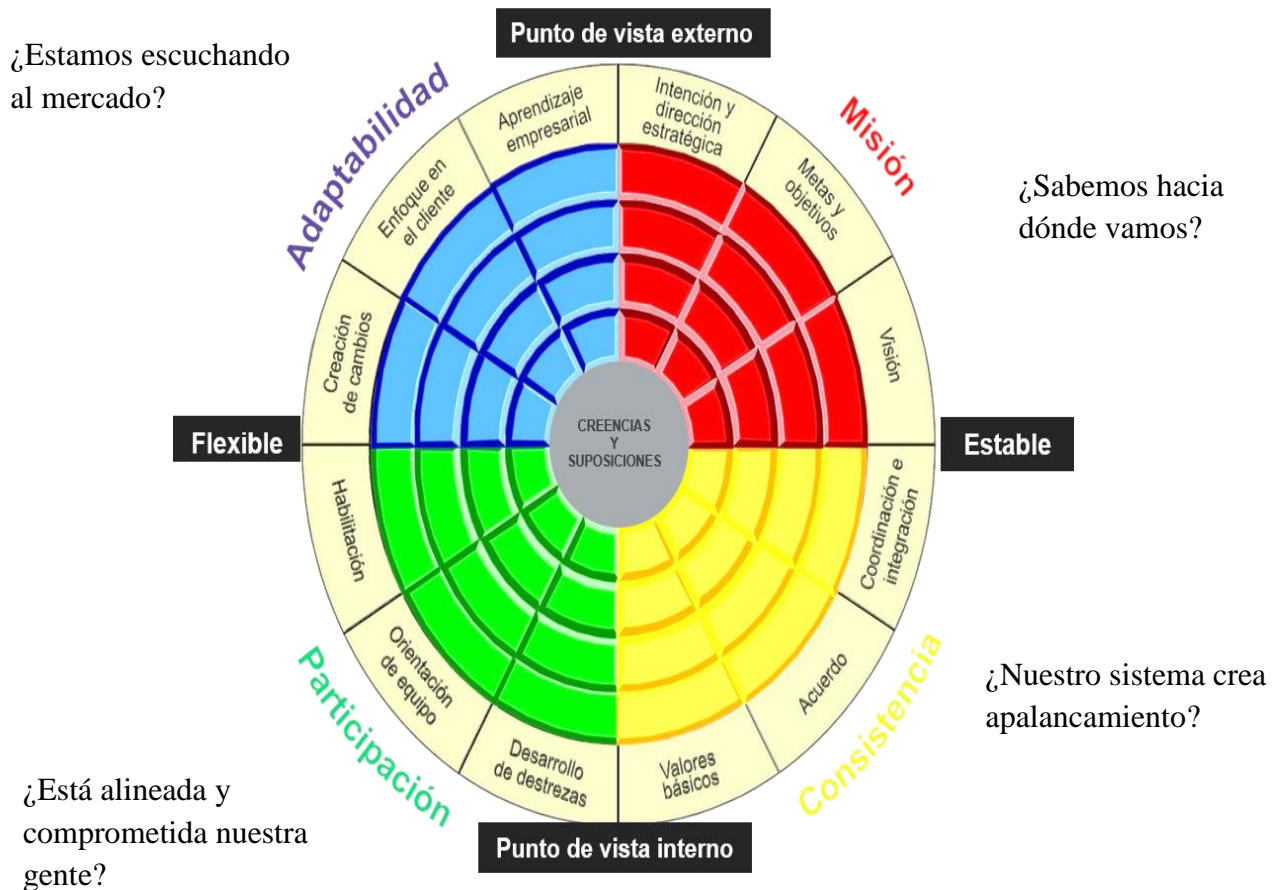 Punto de vista externo
¿Estamos escuchando
al mercado?
Adaptabilidad
Aprendizaje
empresarial
Intención y
dirección
estratégica
Misión
Enfoque en
el cliente
Metas y
objetivos
¿Sabemos hacia
dónde vamos?
Creación
de cambios
Visión
Flexible
CREENCIAS
Y
SUPOSICIONES
Estable
Habilitación
Coordinación e
integración
Orientación
de equipo
Acuerdo
Participación
Desarrollo
de destrezas
Valores
básicos
Consistencia
¿Nuestro sistema crea
apalancamiento?
¿Está alineada y
comprometida nuestra
gente?
Punto de vista interno